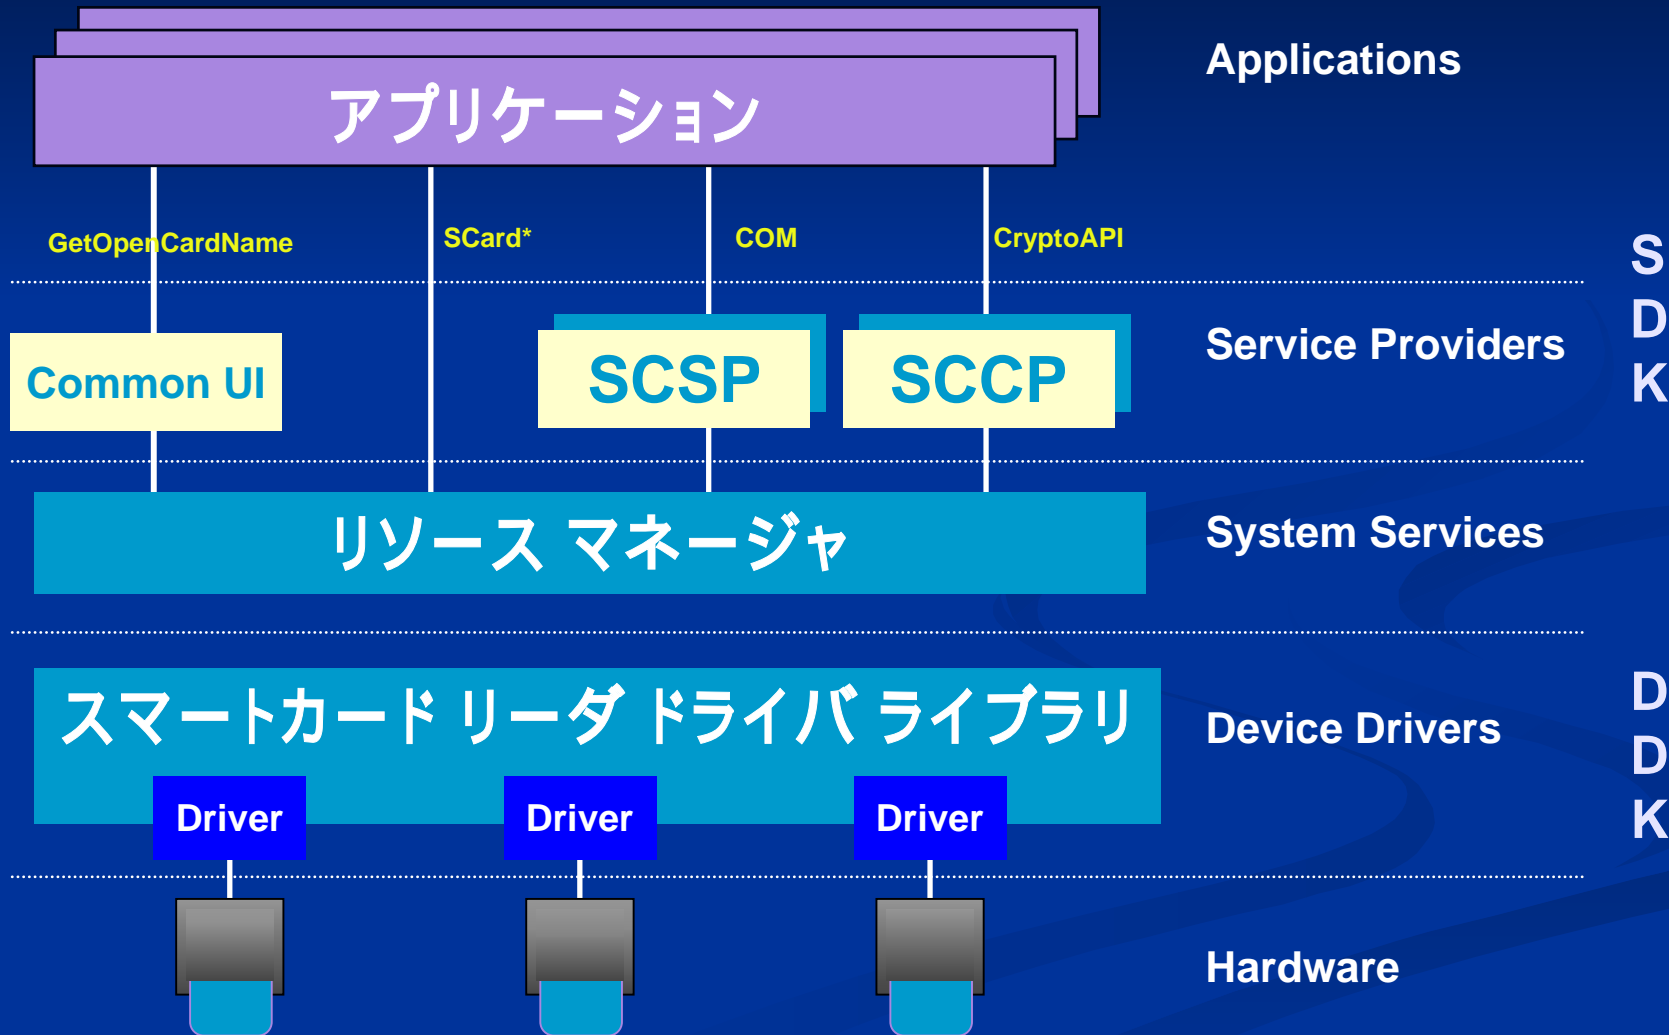 Applications
アプリケーション
GetOpenCardName
SCard*
COM
CryptoAPI
Common UI
SCSP
SCCP
Service Providers
S
D
K
リソース マネージャ
System Services
スマートカード リーダ ドライバ ライブラリ
Device Drivers
Driver
Driver
Driver
D
D
K
Hardware